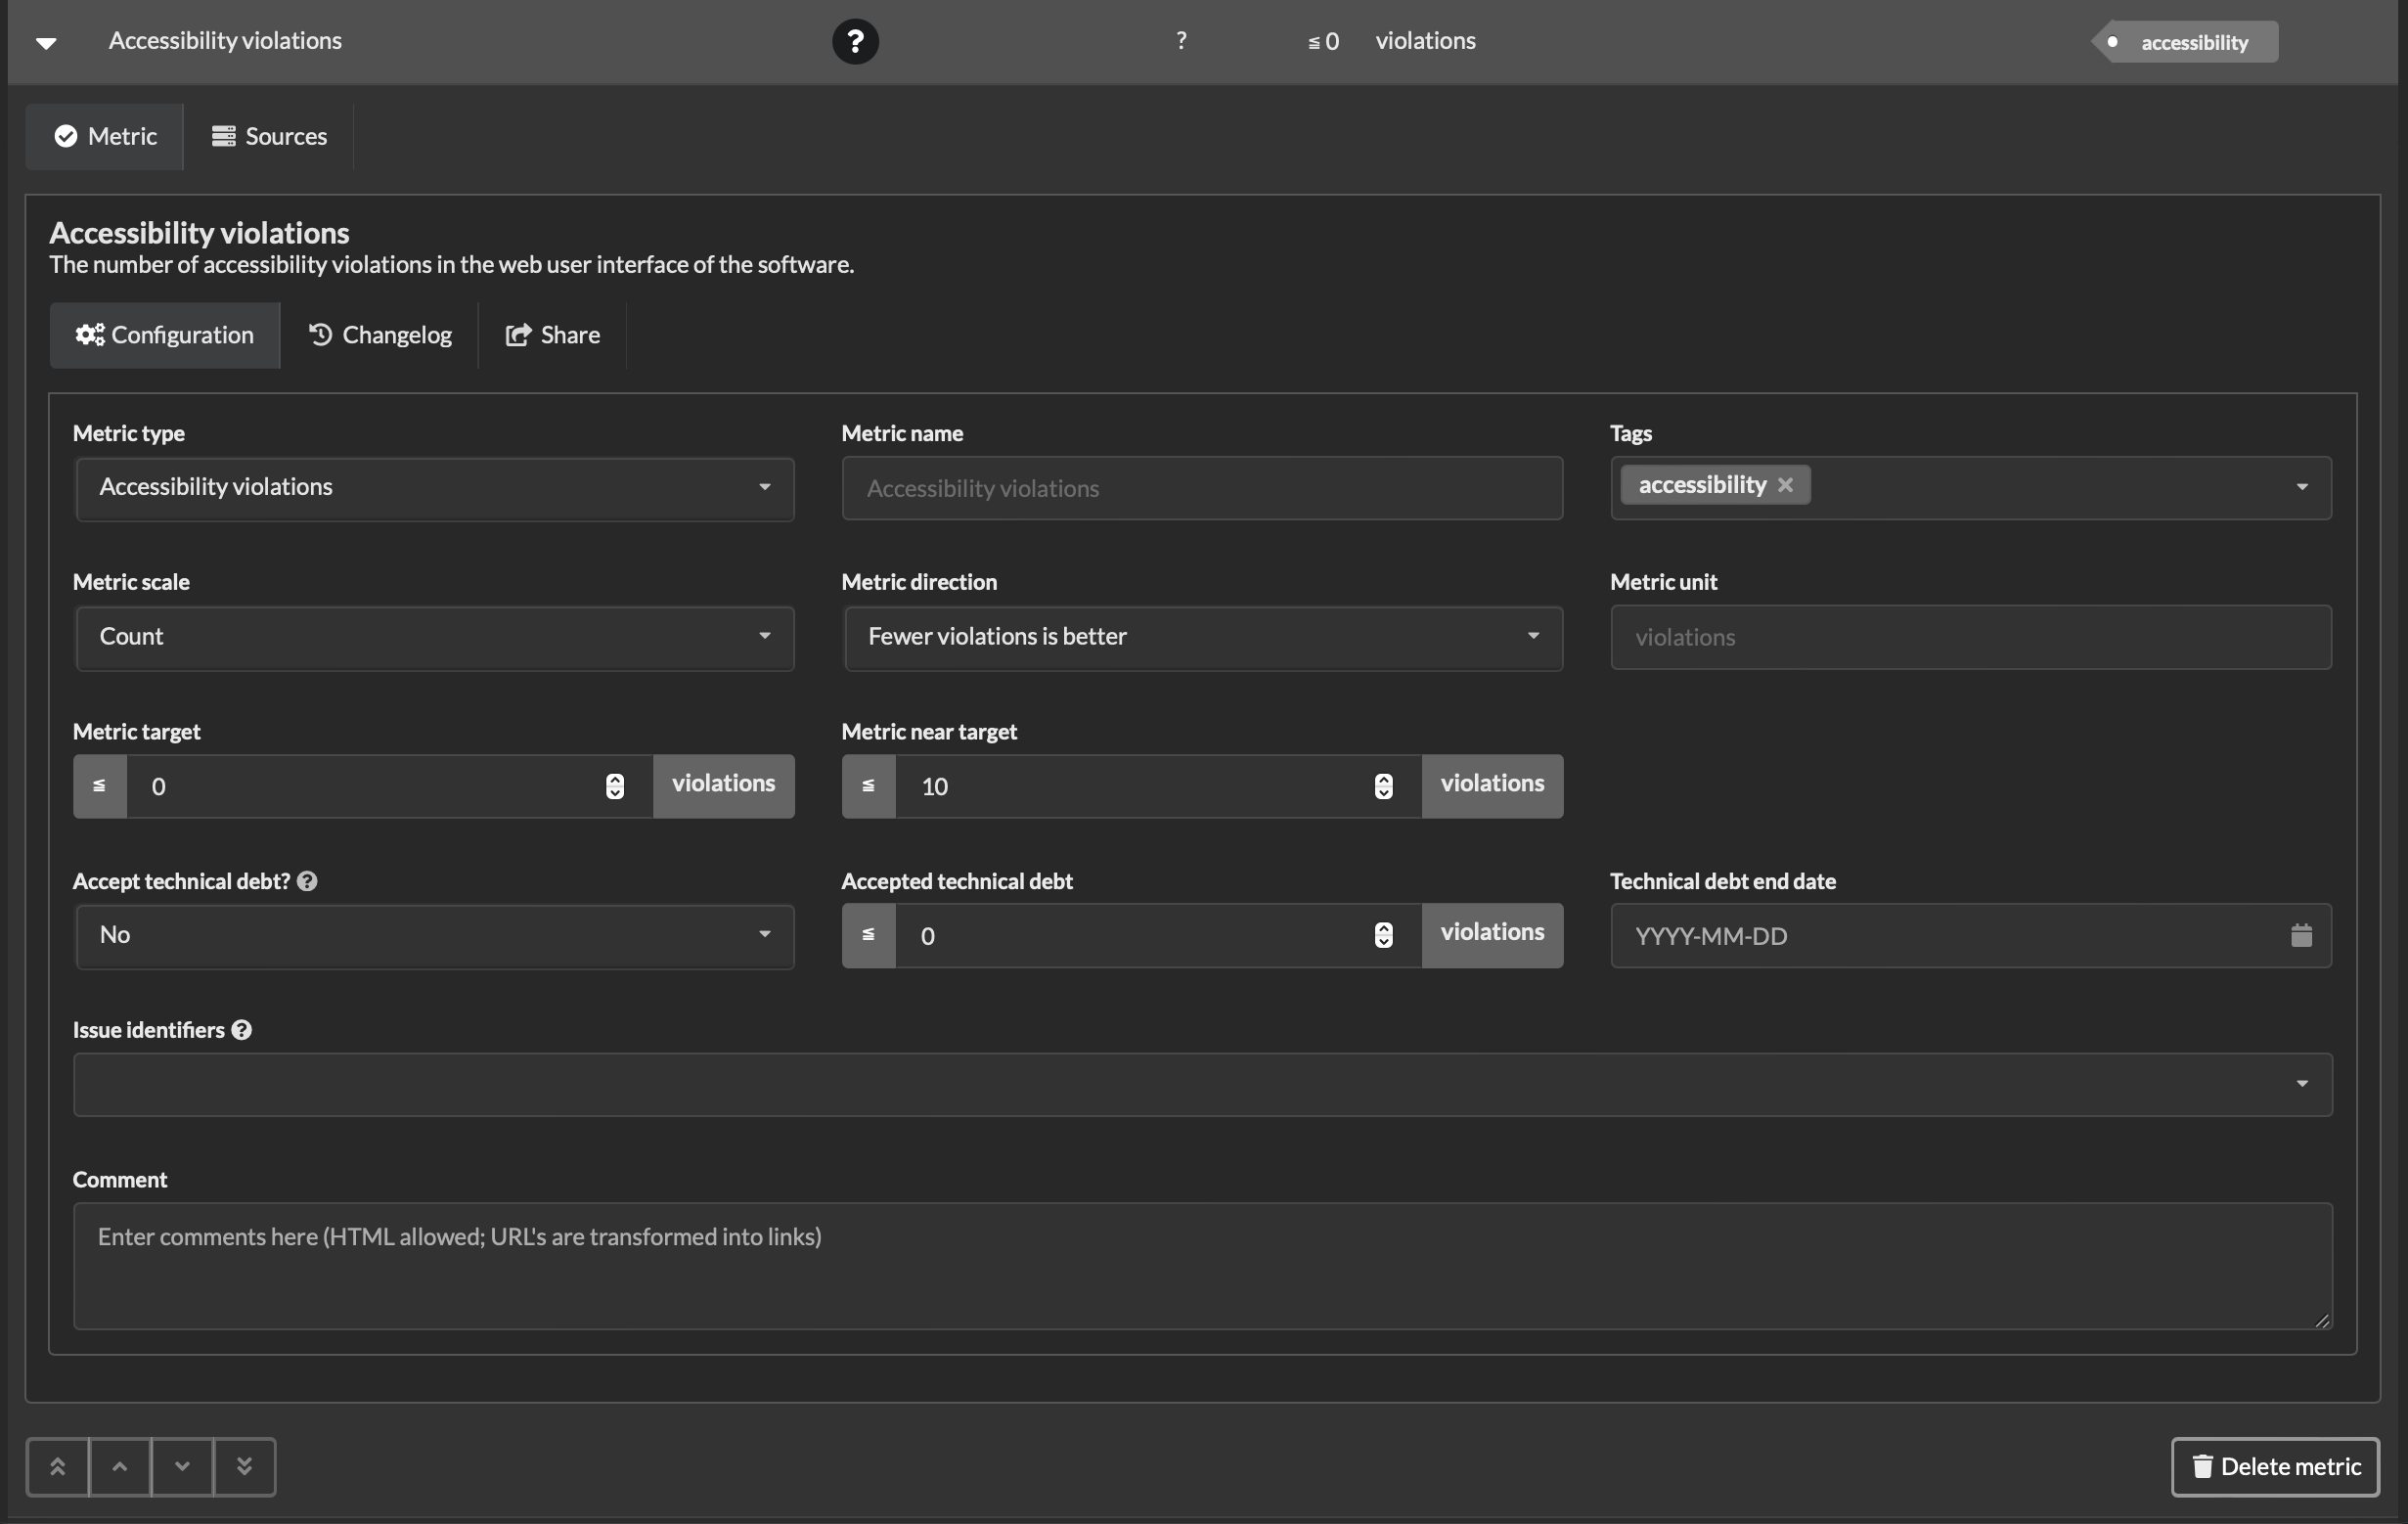 Accessibility violations ? ? ≦ 0 violations accessibility
Metric Sources
Accessibility violations
The number of accessibility violations in the web user interface of the software.
Configuration Changelog Share
Metric type Metric name Tags
Accessibility violations Accessibility violations accessibility
Metric scale Metric direction Metric unit
Count Fewer violations is better violations
Metric target Metric near target
≦ 0 violations ≦ 10 violations
Accept technical debt? ? Accepted technical debt Technical debt end date
No ≦ 0 violations YYYY-MM-DD
Issue identifiers ?
Comment
Enter comments here (HTML allowed; URL's are transformed into links)
Delete metric